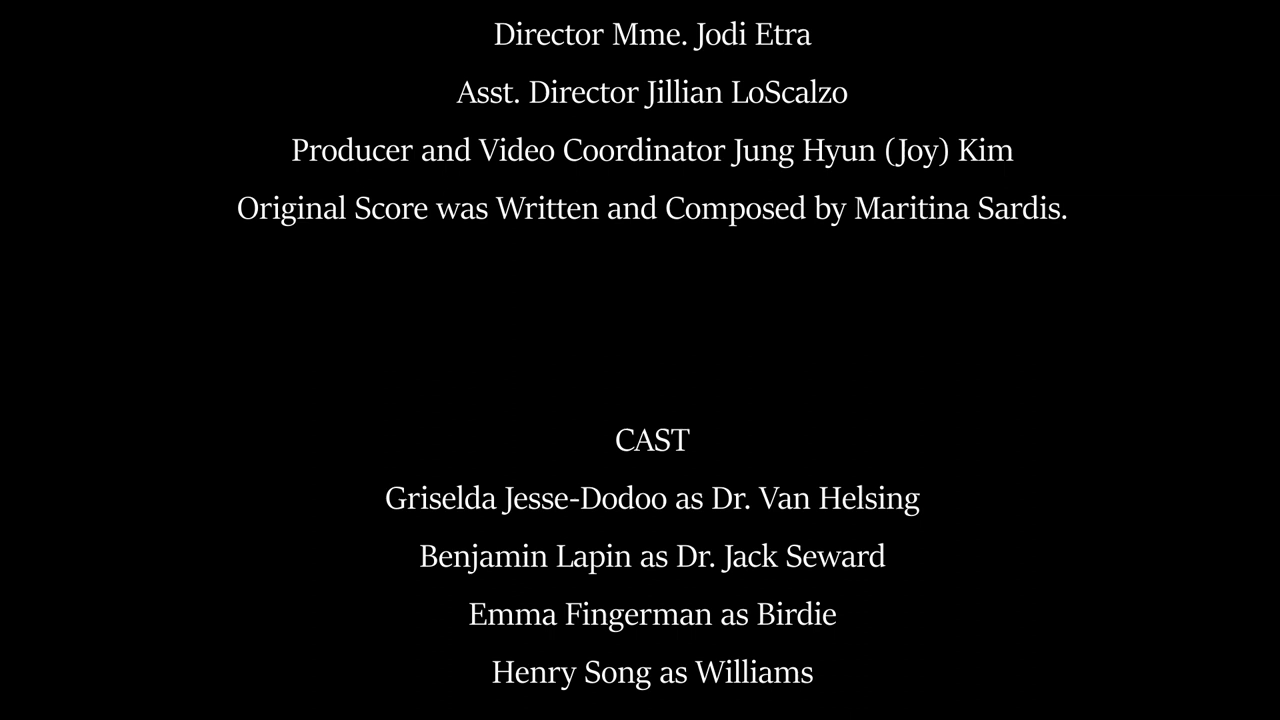 Director Mme. Jodi Etra
Asst. Director Jillian LoScalzo
Producer and Video Coordinator Jung Hyun (Joy) Kim
Original Score was Written and Composed by Maritina Sardis.
CAST
Griselda Jesse-Dodoo as Dr. Van Helsing
Benjamin Lapin as Dr. Jack Seward
Emma Fingerman as Birdie
Henry Song as Williams